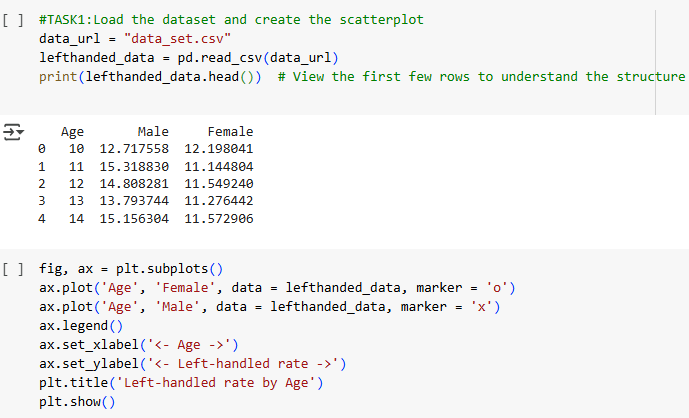 [ ] #TASK1:Load the dataset and create the scatterplot
data_url = "data_set.csv"
lefthanded_data = pd.read_csv(data_url)
print(lefthanded_data.head())  # View the first few rows to understand the structure
Age Male Female
0 10 12.717558 12.198041
1 11 15.318830 11.144804
2 12 14.808281 11.549240
3 13 13.793744 11.276442
4 14 15.156304 11.572906
[ ] fig, ax = plt.subplots()
ax.plot('Age', 'Female', data = lefthanded_data, marker = 'o')
ax.plot('Age', 'Male', data = lefthanded_data, marker = 'x')
ax.legend()
ax.set_xlabel('<- Age ->')
ax.set_ylabel('<- Left-handled rate ->')
plt.title('Left-handled rate by Age')
plt.show()